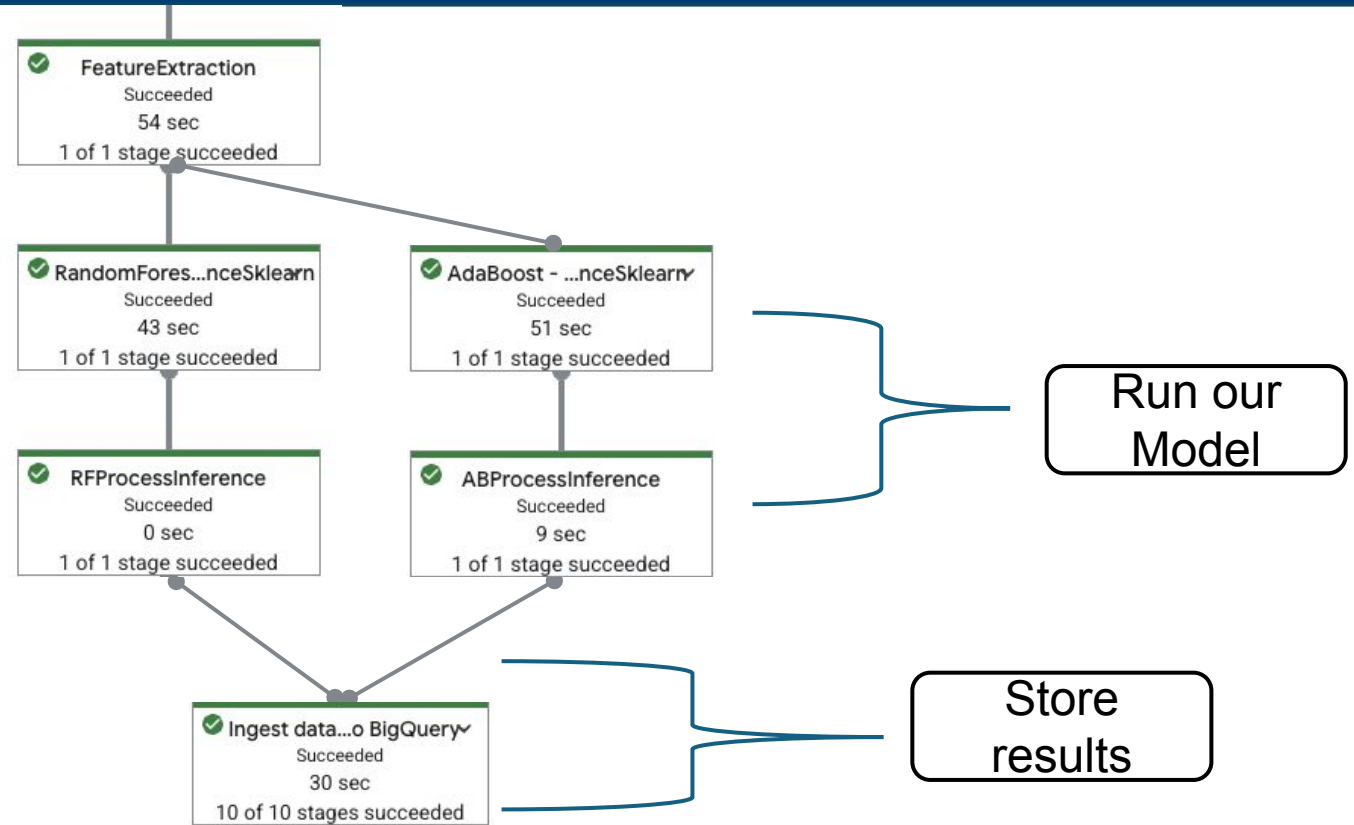 FeatureExtraction
Succeeded
54 sec
1 of 1 stage succeeded
RandomFores...nceSklearn
Succeeded
43 sec
1 of 1 stage succeeded
AdaBoost - ...nceSklearn
Succeeded
51 sec
1 of 1 stage succeeded
Run our
Model
RFProcessInference
Succeeded
0 sec
1 of 1 stage succeeded
ABProcessInference
Succeeded
9 sec
1 of 1 stage succeeded
Ingest data...o BigQuery
Succeeded
30 sec
10 of 10 stages succeeded
Store
results